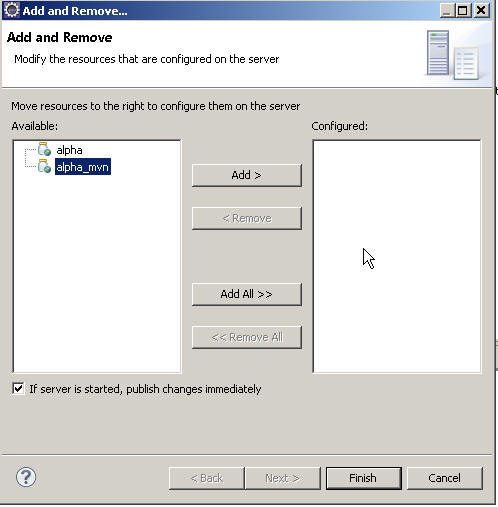 Add and Remove...
Add and Remove
Modify the resources that are configured on the server
Move resources to the right to configure them on the server
Available:
Configured:
alpha
alpha_mvn
Add >
< Remove
Add All >>
<< Remove All
If server is started, publish changes immediately
?
< Back
Next >
Finish
Cancel